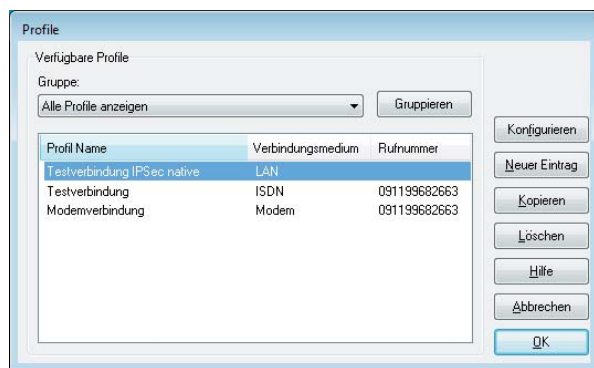 Profile
Verfügbare Profile
Gruppe:
Alle Profile anzeigen
Gruppieren
Profil Name Verbindungsmedium Rufnummer
Testverbindung IPSec native LAN
Testverbindung ISDN 091199682663
Modemverbindung Modem 091199682663
Konfigurieren
Neuer Eintrag
Kopieren
Löschen
Hilfe
Abbrechen
OK